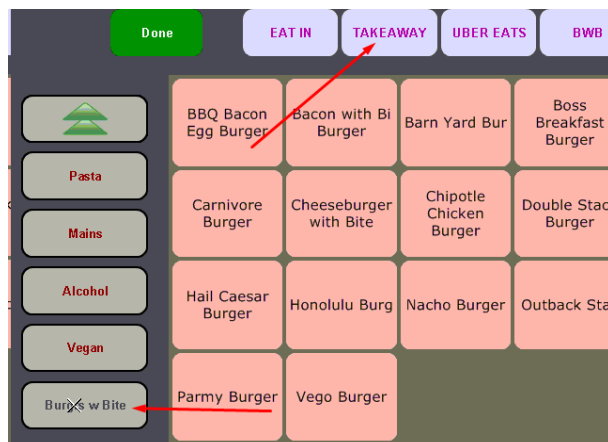 Done
EAT IN
TAKEAWAY
UBER EATS
BWB
BBQ Bacon
Egg Burger
Bacon with Bi
Burger
Barn Yard Bur
Boss
Breakfast
Burger
Pasta
Mains
Alcohol
Vegan
Carnivore
Burger
Cheeseburger
with Bite
Chipotle
Chicken
Burger
Double Stac
Burger
Hail Caesar
Burger
Honolulu Burg
Nacho Burger
Outback Sta
Parmy Burger
Vego Burger
w Bite